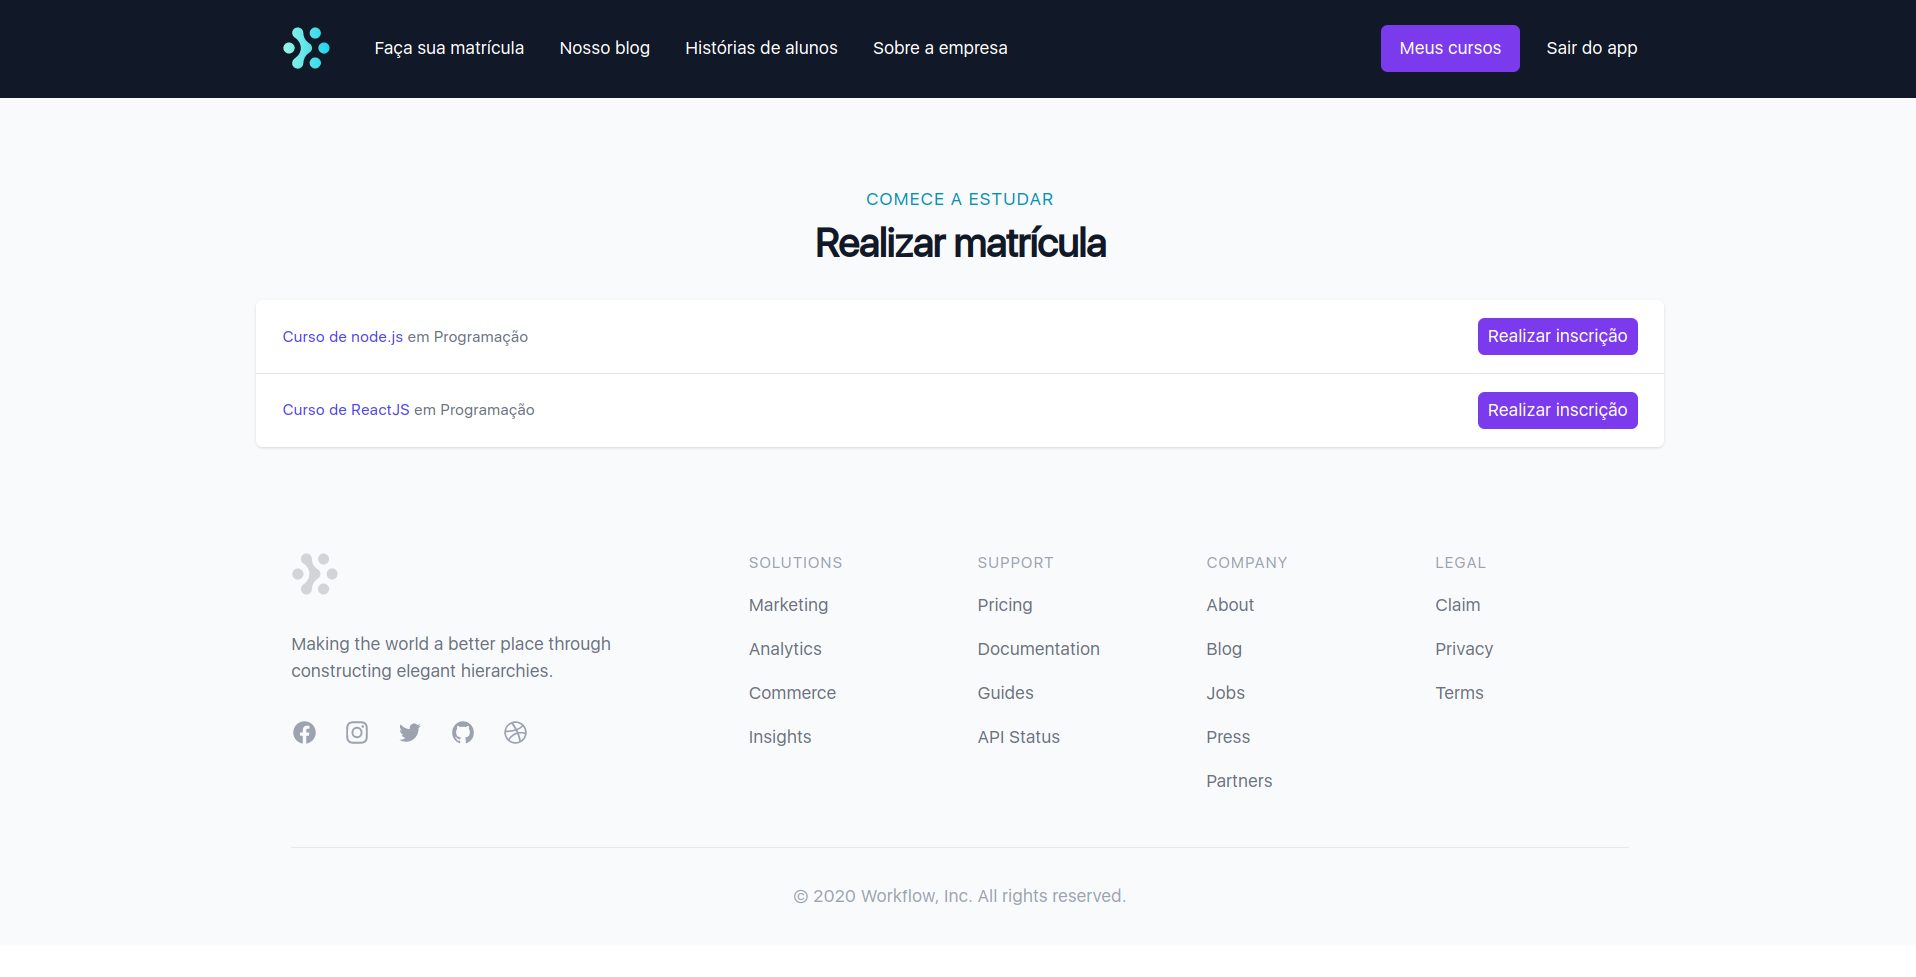 Faça sua matrícula
Nosso blog
Histórias de alunos
Sobre a empresa
Meus cursos
Sair do app
COMECE A ESTUDAR
Realizar matrícula
Curso de node.js em Programação
Realizar inscrição
Curso de ReactJS em Programação
Realizar inscrição
Making the world a better place through
constructing elegant hierarchies.
SOLUTIONS
Marketing
Analytics
Commerce
Insights
SUPPORT
Pricing
Documentation
Guides
API Status
COMPANY
About
Blog
Jobs
Press
Partners
LEGAL
Claim
Privacy
Terms
© 2020 Workflow, Inc. All rights reserved.